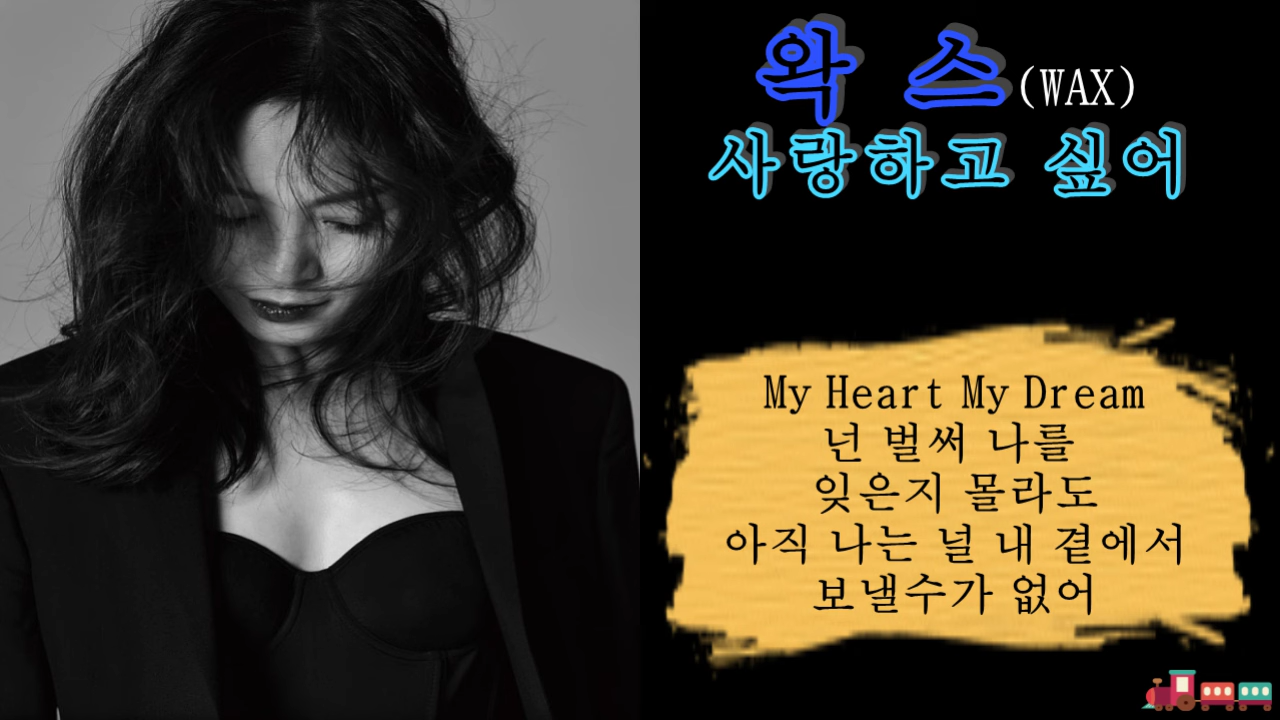 왁스(WAX)
사랑하고 싶어
My Heart My Dream
넌 벌써 나를
잊은지 몰라도
아직 나는 널 내 곁에서
보낼수가 없어